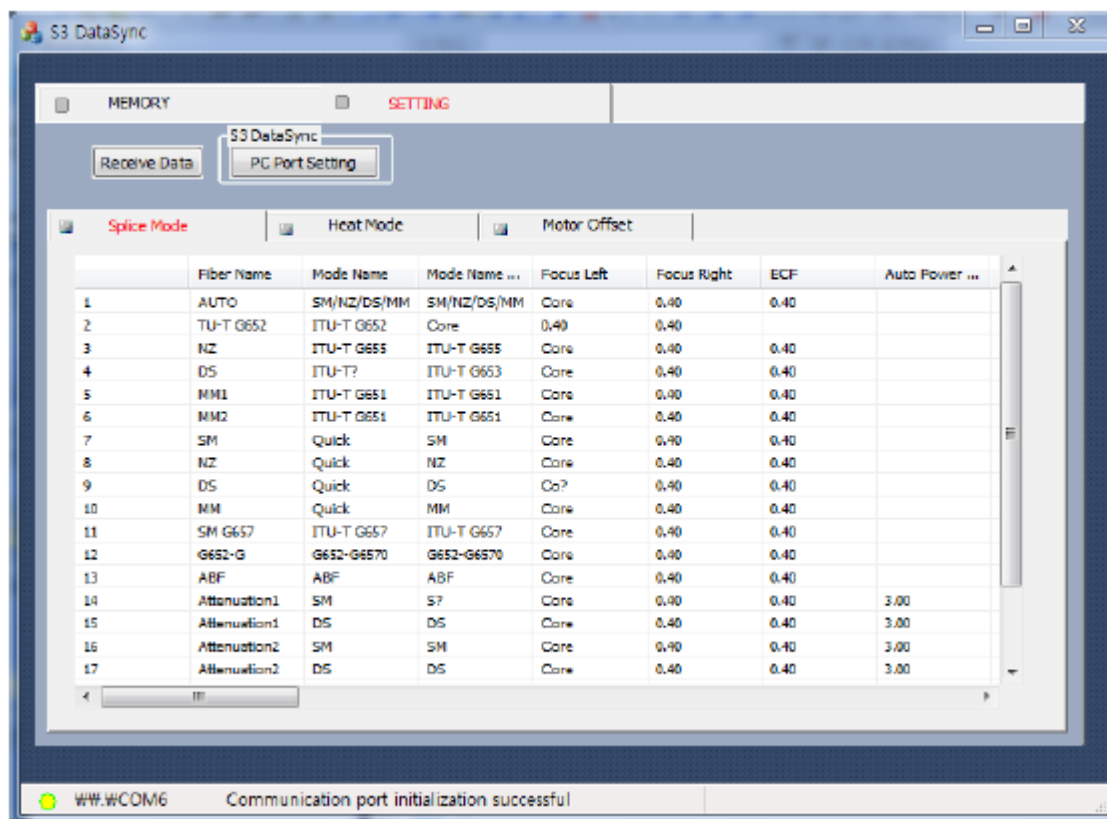 S3 DataSync
MEMORY SETTING
S3 DataSync
Receive Data PC Port Setting
Splice Mode Heat Mode Motor Offset
Fiber Name Mode Name Mode Name ... Focus Left Focus Right ECF Auto Power ...
1 AUTO SM/NZ/DS/MM SM/NZ/DS/MM Core 0.40 0.40
2 TU-T G652 ITU-T G652 Core 0.40 0.40
3 NZ ITU-T G655 ITU-T G655 Core 0.40 0.40
4 DS ITU-T? ITU-T G653 Core 0.40 0.40
5 MM1 ITU-T G651 ITU-T G651 Core 0.40 0.40
6 MM2 ITU-T G651 ITU-T G651 Core 0.40 0.40
7 SM Quick SM Core 0.40 0.40
8 NZ Quick NZ Core 0.40 0.40
9 DS Quick DS Co? 0.40 0.40
10 MM Quick MM Core 0.40 0.40
11 SM G657 ITU-T G657 ITU-T G657 Core 0.40 0.40
12 G652-G G652-G6570 G652-G6570 Core 0.40 0.40
13 ABF ABF ABF Core 0.40 0.40
14 Attenuation1 SM S? Core 0.40 0.40 3.00
15 Attenuation1 DS DS Core 0.40 0.40 3.00
16 Attenuation2 SM SM Core 0.40 0.40 3.00
17 Attenuation2 DS DS Core 0.40 0.40 3.00
₩₩.₩COM6 Communication port initialization successful